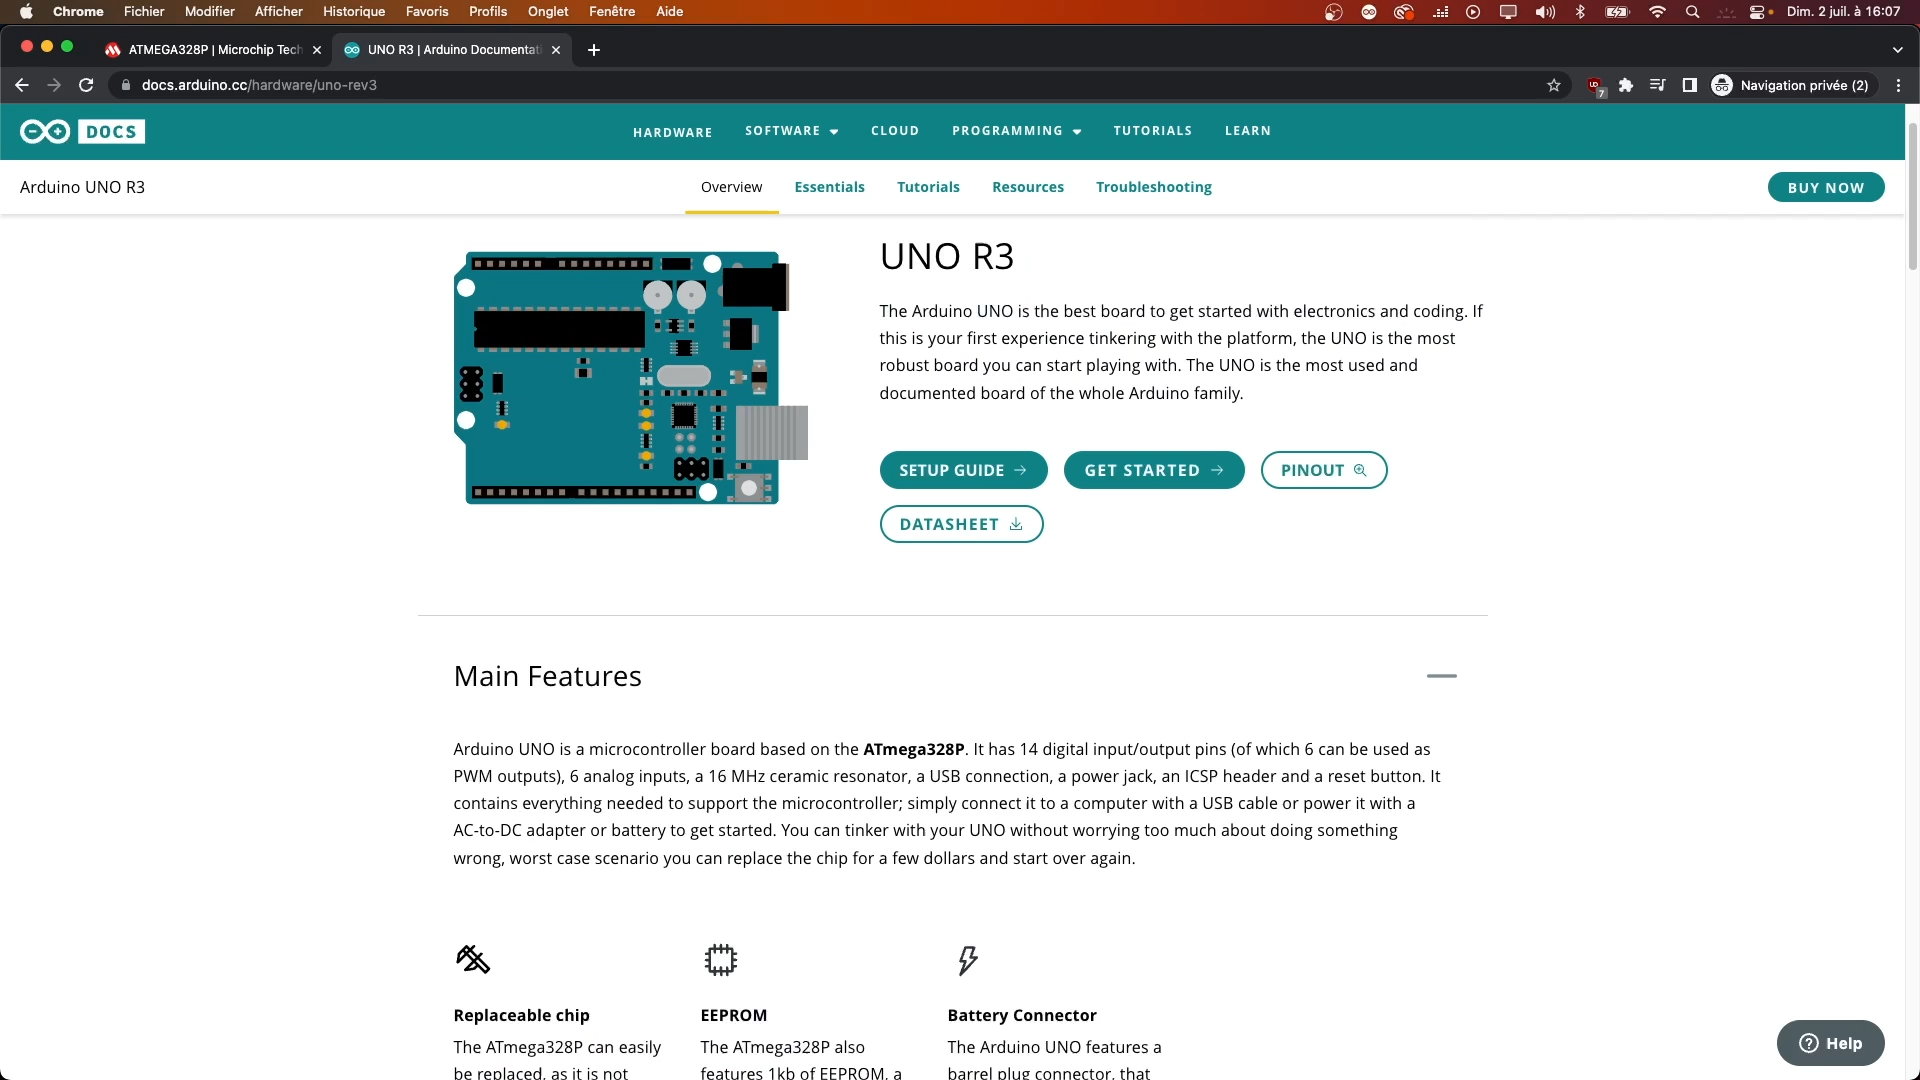 Chrome Fichier Modifier Afficher Historique Favoris Profils Onglet Fenêtre Aide Dim. 2 juil. à 16:07
ATMEGA328P | Microchip Tech UNO R3 | Arduino Documentati
docs.arduino.cc/hardware/uno-rev3 7 Navigation privée (2)
DOCS HARDWARE SOFTWARE CLOUD PROGRAMMING TUTORIALS LEARN
Arduino UNO R3 Overview Essentials Tutorials Resources Troubleshooting BUY NOW
UNO R3
The Arduino UNO is the best board to get started with electronics and coding. If
this is your first experience tinkering with the platform, the UNO is the most
robust board you can start playing with. The UNO is the most used and
documented board of the whole Arduino family.
SETUP GUIDE GET STARTED PINOUT
DATASHEET
Main Features
Arduino UNO is a microcontroller board based on the ATmega328P. It has 14 digital input/output pins (of which 6 can be used as
PWM outputs), 6 analog inputs, a 16 MHz ceramic resonator, a USB connection, a power jack, an ICSP header and a reset button. It
contains everything needed to support the microcontroller; simply connect it to a computer with a USB cable or power it with a
AC-to-DC adapter or battery to get started. You can tinker with your UNO without worrying too much about doing something
wrong, worst case scenario you can replace the chip for a few dollars and start over again.
Replaceable chip EEPROM Battery Connector
The ATmega328P can easily The ATmega328P also The Arduino UNO features a
be replaced, as it is not features 1kb of EEPROM, a barrel plug connector, that
Help